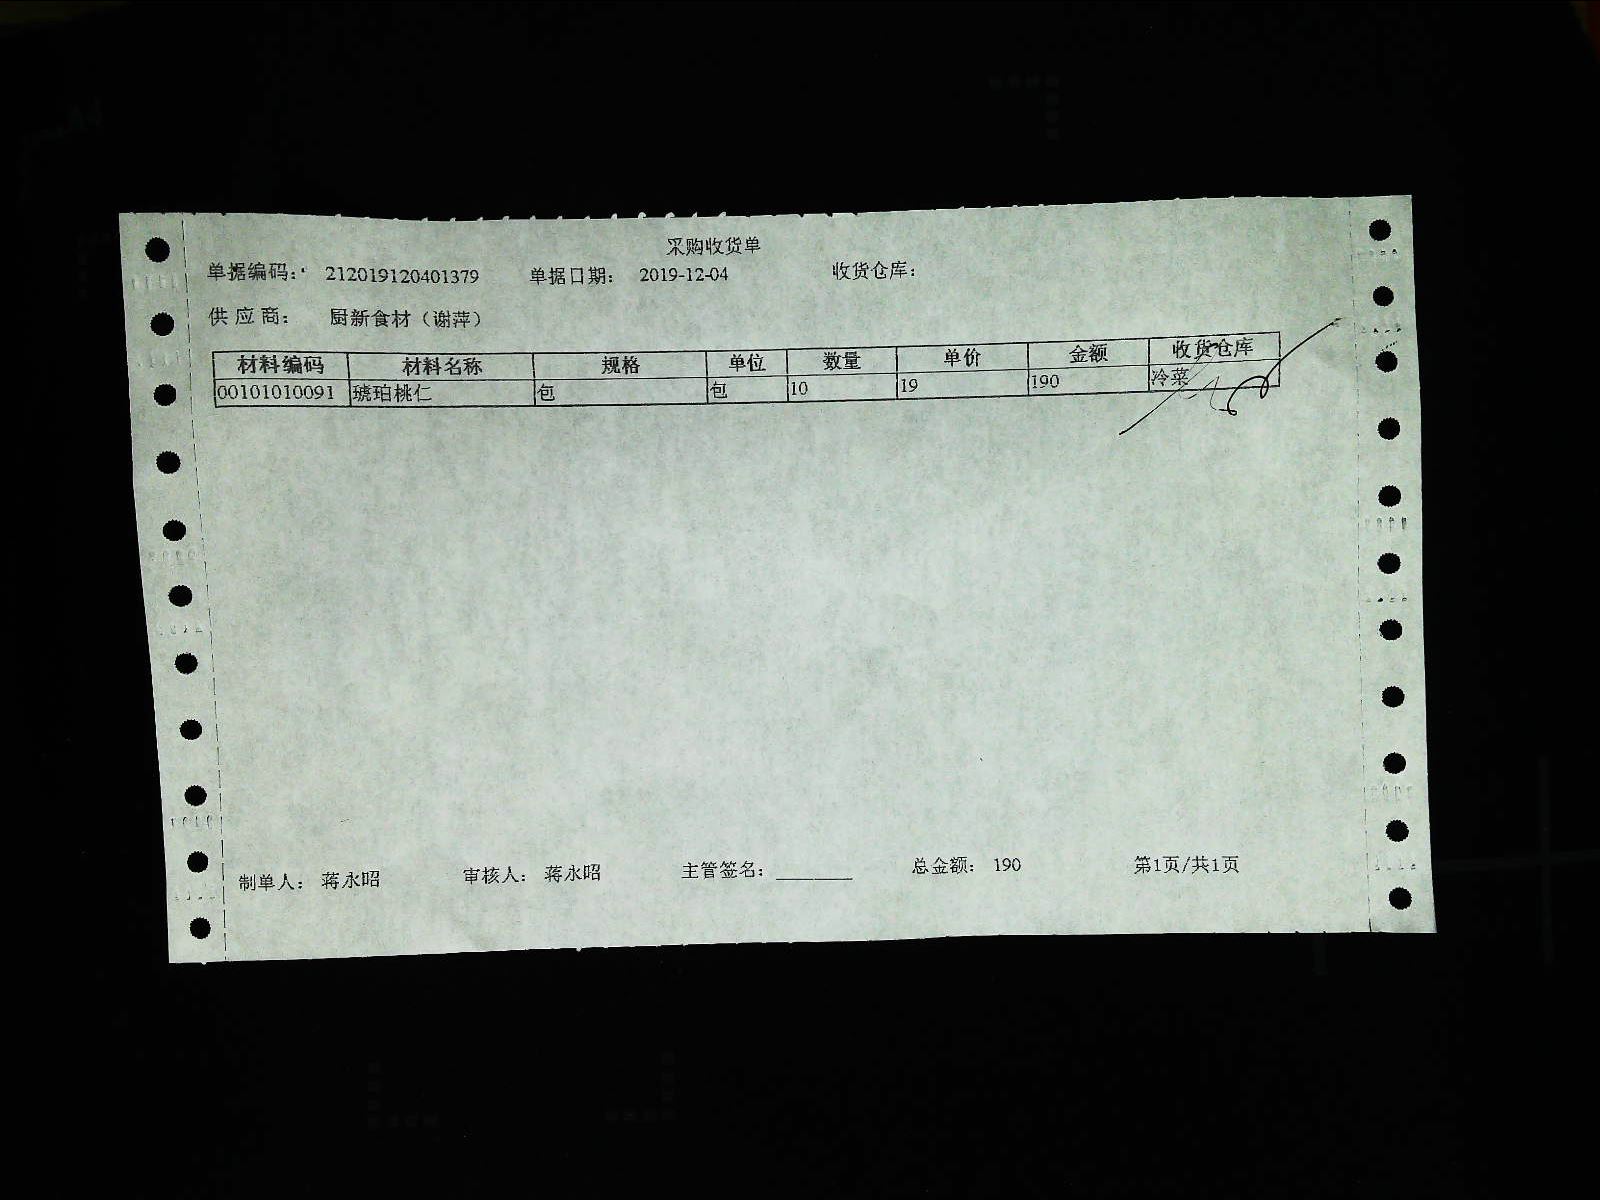 采购收货单
单据编码： 212019120401379 单据日期： 2019-12-04 收货仓库：
供应商： 厨新食材（谢萍）
材料编码 材料名称 规格 单位 数量 单价 金额 收货仓库
00101010091 琥珀桃仁 包 包 10 19 190 冷菜
制单人： 蒋永昭 审核人： 蒋永昭 主管签名：_______ 总金额： 190 第1页/共1页